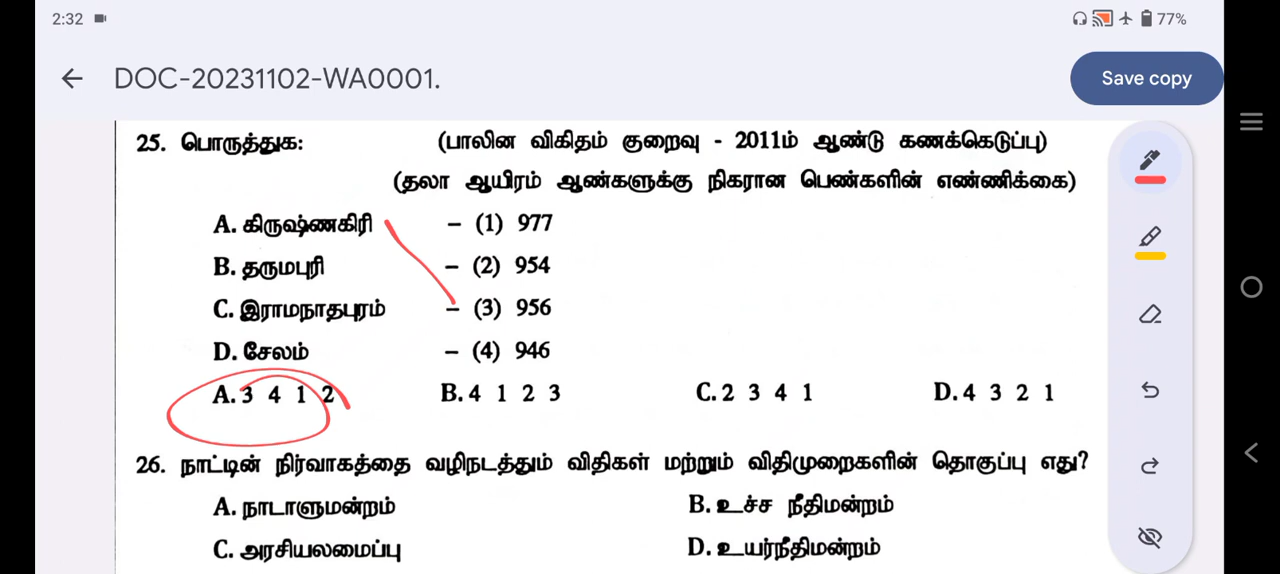 2:32
77%
← DOC-20231102-WA0001.
Save copy
25. பொருத்துக: (பாலின விகிதம் குறைவு - 2011ம் ஆண்டு கணக்கெடுப்பு)
(தலா ஆயிரம் ஆண்களுக்கு நிகரான பெண்களின் எண்ணிக்கை)
A. கிருஷ்ணகிரி – (1) 977
B. தருமபுரி – (2) 954
C. இராமநாதபுரம் – (3) 956
D. சேலம் – (4) 946
A. 3 4 1 2 B. 4 1 2 3 C. 2 3 4 1 D. 4 3 2 1
26. நாட்டின் நிர்வாகத்தை வழிநடத்தும் விதிகள் மற்றும் விதிமுறைகளின் தொகுப்பு எது?
A. நாடாளுமன்றம் B. உச்ச நீதிமன்றம்
C. அரசியலமைப்பு D. உயர்நீதிமன்றம்